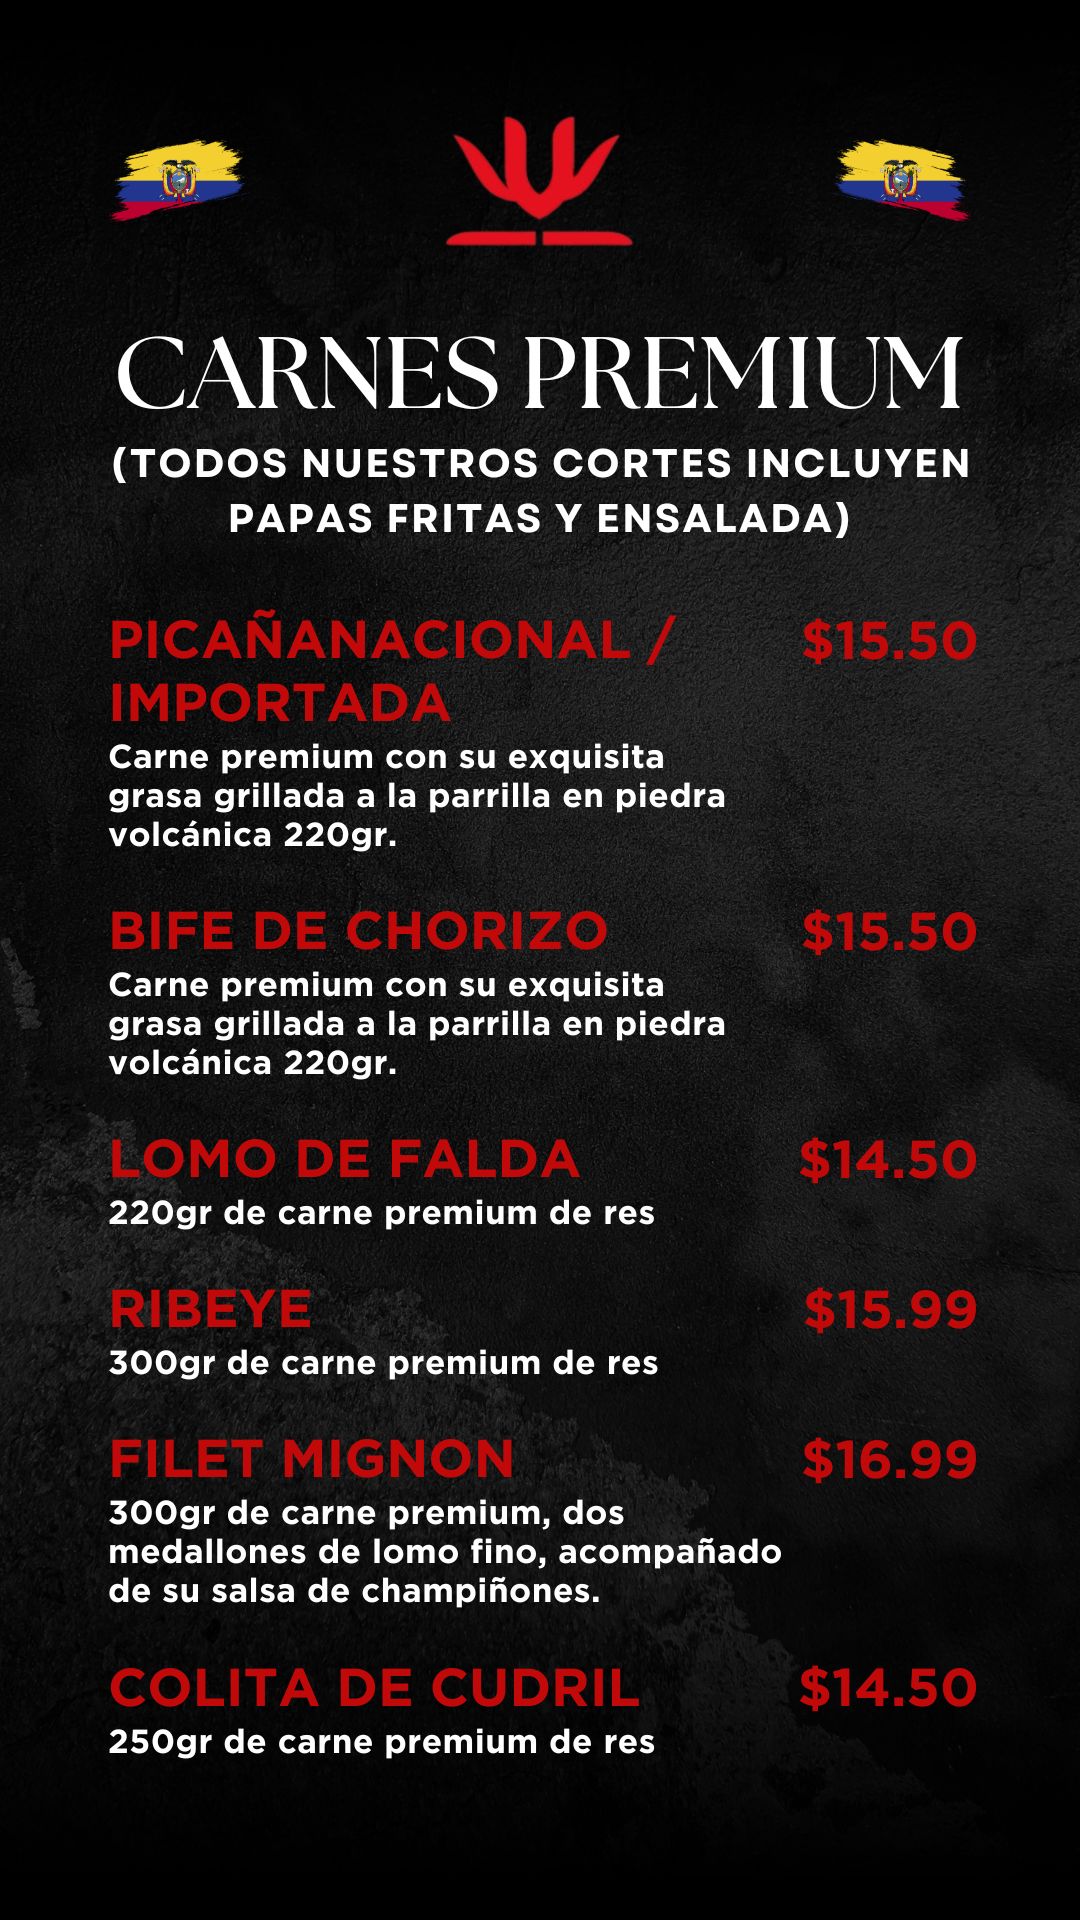 CARNES PREMIUM
(TODOS NUESTROS CORTES INCLUYEN
PAPAS FRITAS Y ENSALADA)
PICAÑANACIONAL / $15.50
IMPORTADA
Carne premium con su exquisita
grasa grillada a la parrilla en piedra
volcánica 220gr.
BIFE DE CHORIZO $15.50
Carne premium con su exquisita
grasa grillada a la parrilla en piedra
volcánica 220gr.
LOMO DE FALDA $14.50
220gr de carne premium de res
RIBEYE $15.99
300gr de carne premium de res
FILET MIGNON $16.99
300gr de carne premium, dos
medallones de lomo fino, acompañado
de su salsa de champiñones.
COLITA DE CUDRIL $14.50
250gr de carne premium de res